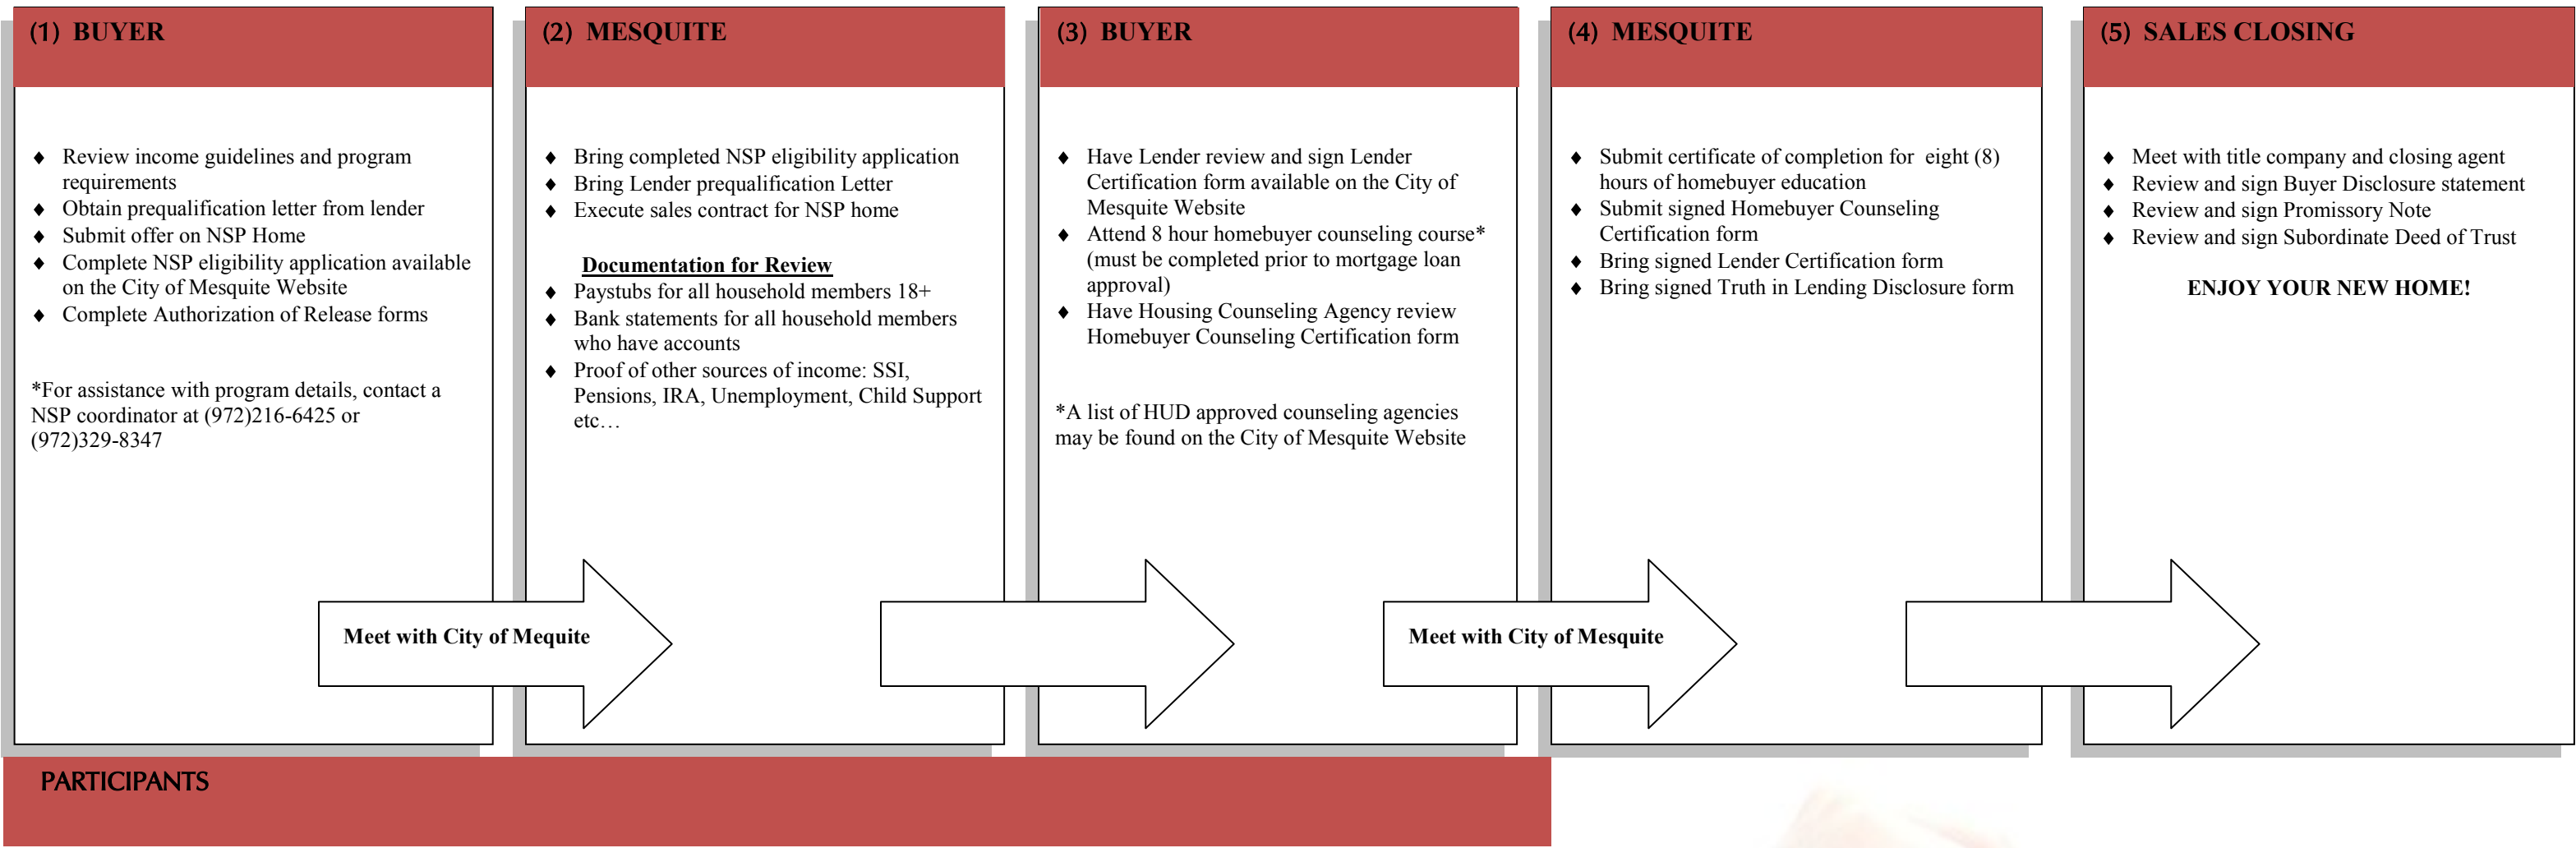 (1) BUYER
♦ Review income guidelines and program
requirements
♦ Obtain prequalification letter from lender
♦ Submit offer on NSP Home
♦ Complete NSP eligibility application available
on the City of Mesquite Website
♦ Complete Authorization of Release forms
*For assistance with program details, contact a
NSP coordinator at (972)216-6425 or
(972)329-8347
Meet with City of Mequite
(2) MESQUITE
♦ Bring completed NSP eligibility application
♦ Bring Lender prequalification Letter
♦ Execute sales contract for NSP home
Documentation for Review
♦ Paystubs for all household members 18+
♦ Bank statements for all household members
who have accounts
♦ Proof of other sources of income: SSI,
Pensions, IRA, Unemployment, Child Support
etc…
(3) BUYER
♦ Have Lender review and sign Lender
Certification form available on the City of
Mesquite Website
♦ Attend 8 hour homebuyer counseling course*
(must be completed prior to mortgage loan
approval)
♦ Have Housing Counseling Agency review
Homebuyer Counseling Certification form
*A list of HUD approved counseling agencies
may be found on the City of Mesquite Website
Meet with City of Mesquite
(4) MESQUITE
♦ Submit certificate of completion for eight (8)
hours of homebuyer education
♦ Submit signed Homebuyer Counseling
Certification form
♦ Bring signed Lender Certification form
♦ Bring signed Truth in Lending Disclosure form
(5) SALES CLOSING
♦ Meet with title company and closing agent
♦ Review and sign Buyer Disclosure statement
♦ Review and sign Promissory Note
♦ Review and sign Subordinate Deed of Trust
ENJOY YOUR NEW HOME!
PARTICIPANTS